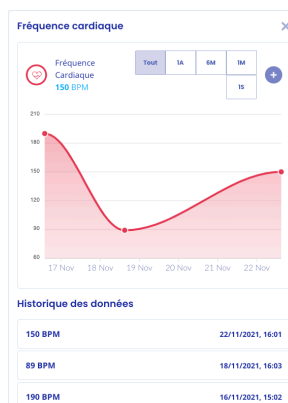 Fréquence cardiaque
Fréquence
Cardiaque
150 BPM
Tout 1A 6M 1M
1S
210
180
150
120
90
60
17 Nov 18 Nov 19 Nov 20 Nov 21 Nov 22 Nov
Historique des données
150 BPM 22/11/2021, 16:01
89 BPM 18/11/2021, 16:03
190 BPM 16/11/2021, 15:02